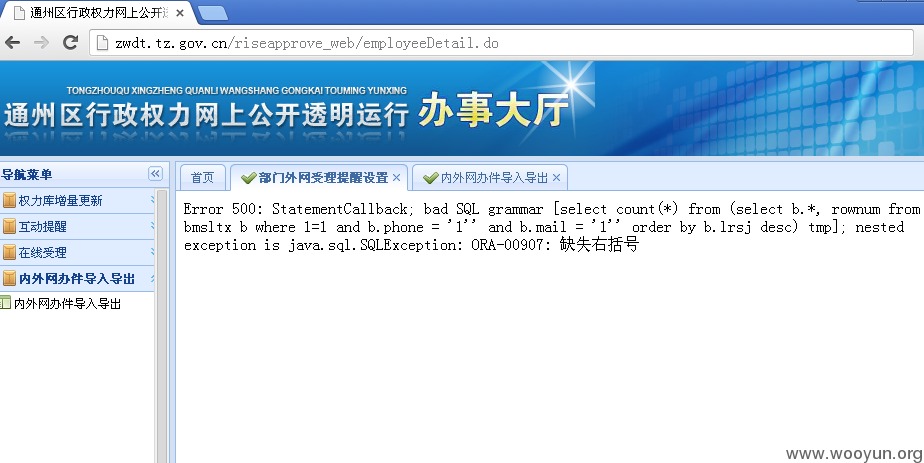 通州区行政权力网上公开透
zwdt.tz.gov.cn/riseapprove_web/employeeDetail.do
TONGZHOUQU XINGZHENG QUANLI WANGSHANG GONGKAI TOUMING YUNXING
通州区行政权力网上公开透明运行 办事大厅
导航菜单
权力库增量更新
互动提醒
在线受理
内外网办件导入导出
内外网办件导入导出
首页 部门外网受理提醒设置 内外网办件导入导出
Error 500: StatementCallback; bad SQL grammar [select count(*) from (select b.*, rownum from
bmsltx b where 1=1 and b.phone = '1'' and b.mail = '1'' order by b.lrsj desc) tmp]; nested
exception is java.sql.SQLException: ORA-00907: 缺失右括号
www.wooyun.org